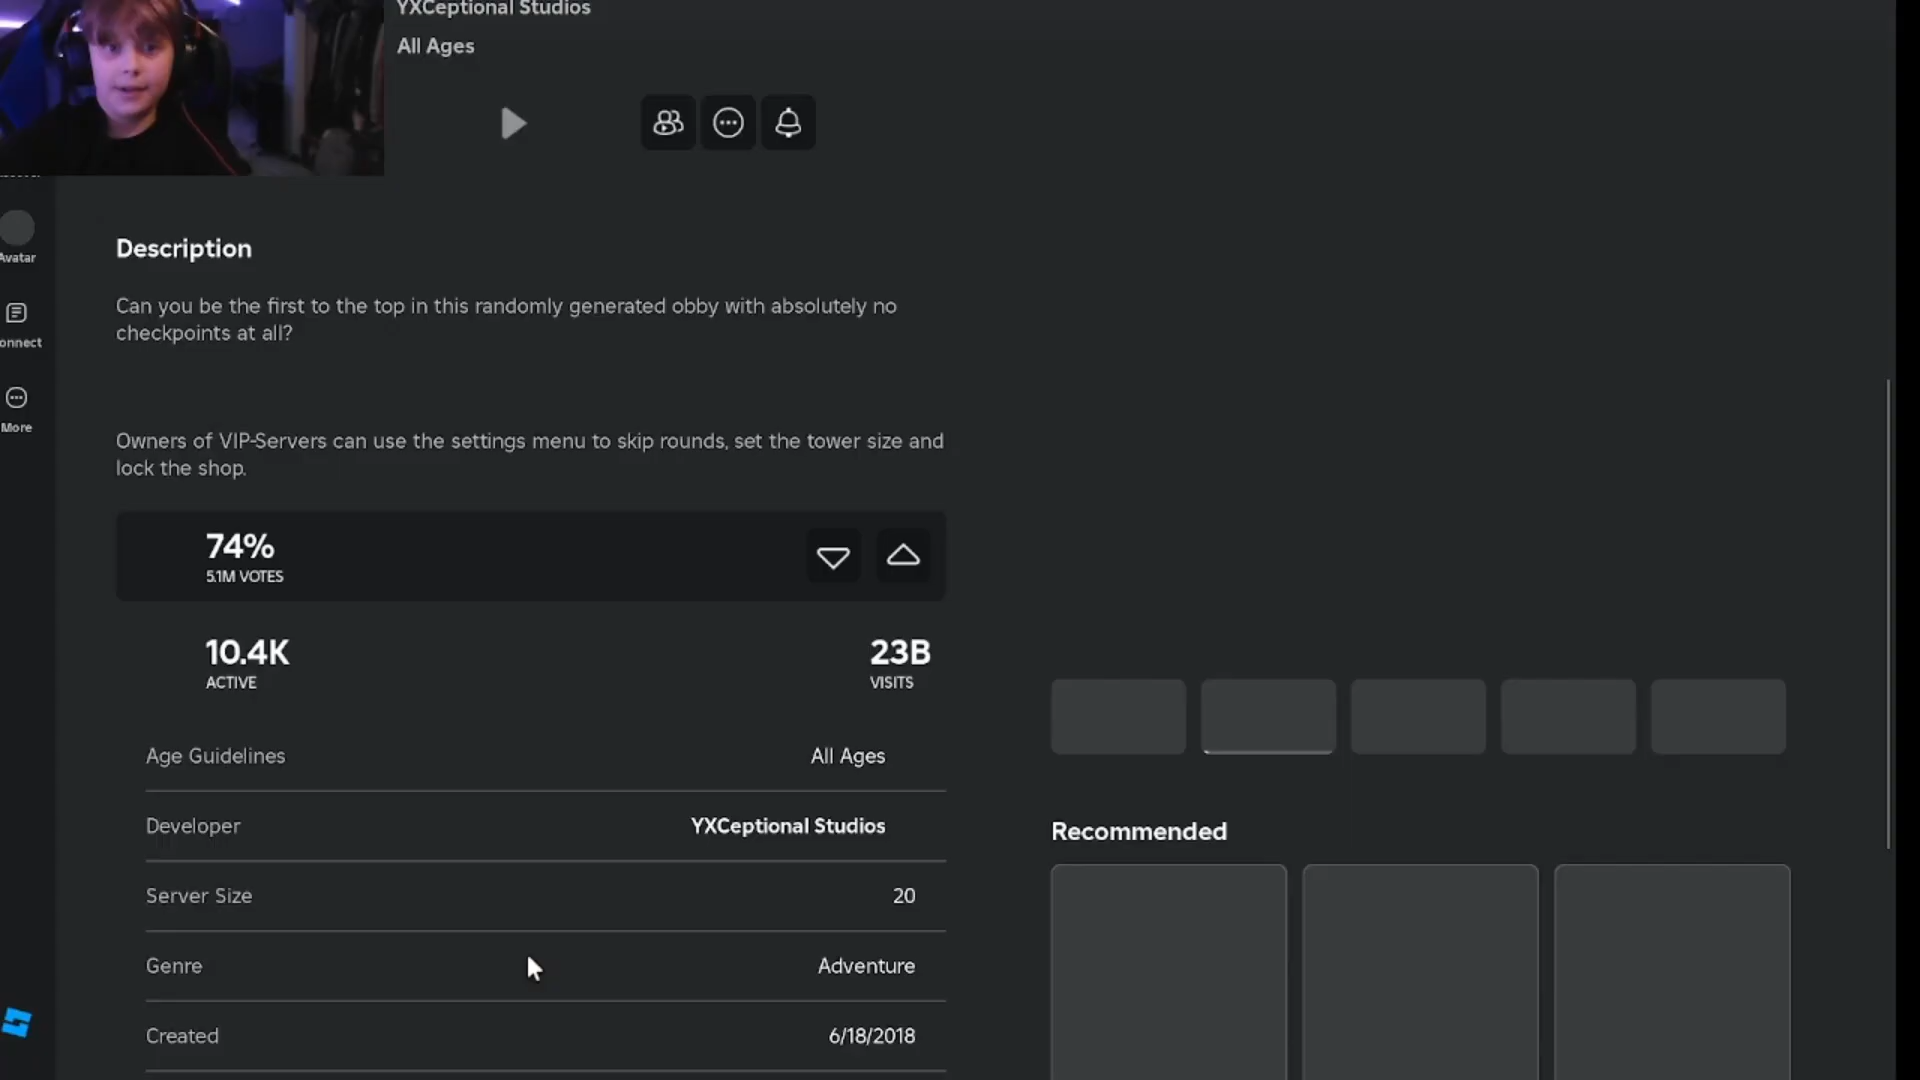 YXCeptional Studios
All Ages
Avatar
onnect
More
Description
Can you be the first to the top in this randomly generated obby with absolutely no
checkpoints at all?
Owners of VIP-Servers can use the settings menu to skip rounds, set the tower size and
lock the shop.
74%
5.1M VOTES
10.4K
ACTIVE
23B
VISITS
Age Guidelines
All Ages
Developer
YXCeptional Studios
Server Size
20
Genre
Adventure
Created
6/18/2018
Recommended